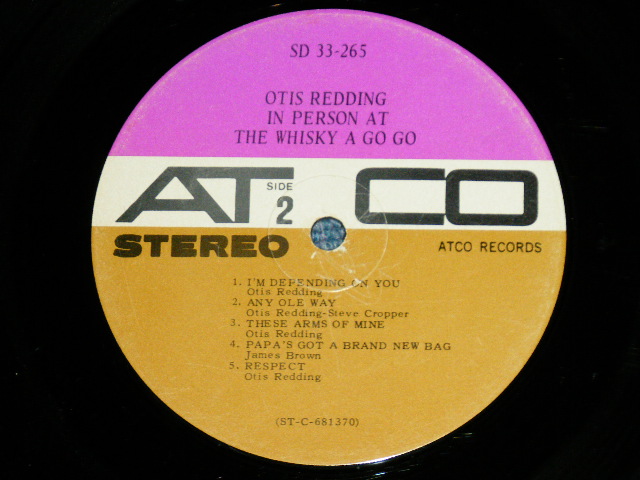 SD 33-265
OTIS REDDING
IN PERSON AT
THE WHISKY A GO GO
ATCO
SIDE
2
STEREO
ATCO RECORDS
1. I'M DEPENDING ON YOU
Otis Redding
2. ANY OLE WAY
Otis Redding-Steve Cropper
3. THESE ARMS OF MINE
Otis Redding
4. PAPA'S GOT A BRAND NEW BAG
James Brown
5. RESPECT
Otis Redding
(ST-C-681370)